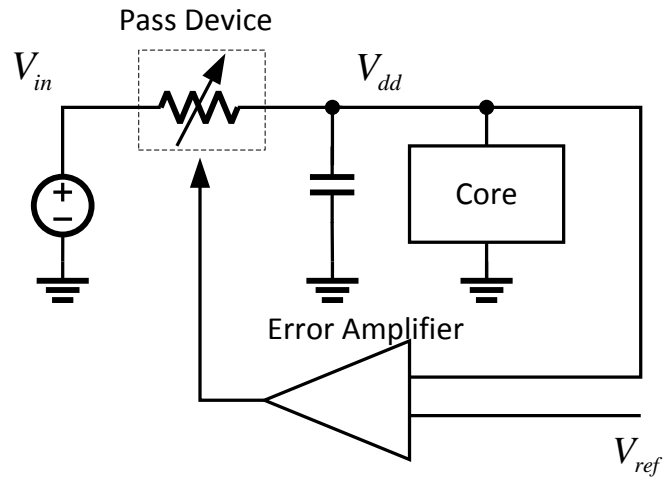 Pass Device
V_in
V_dd
+
−
Core
Error Amplifier
V_ref